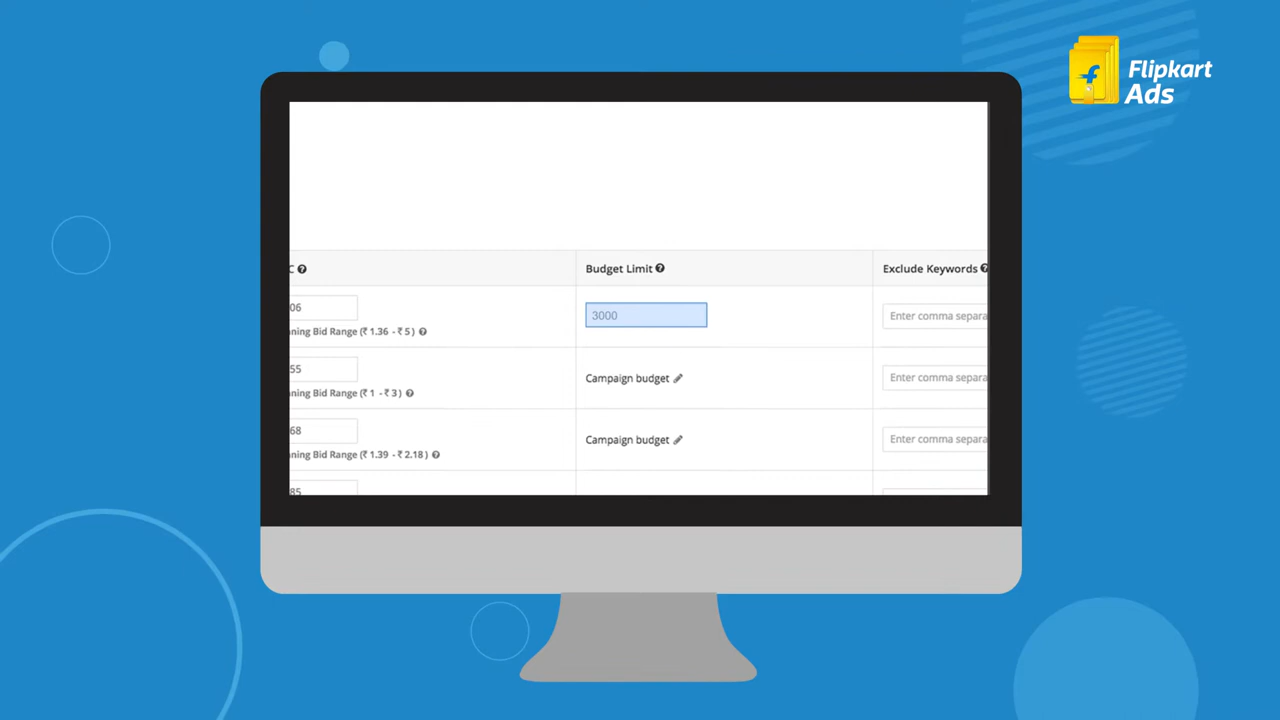 Flipkart
Ads
C Budget Limit Exclude Keywords
06 3000 Enter comma separa
ning Bid Range (₹ 1.36 - ₹ 5 )
55 Campaign budget Enter comma separa
ning Bid Range (₹ 1 - ₹ 3 )
68 Campaign budget Enter comma separa
ning Bid Range (₹ 1.39 - ₹ 2.18 )
85